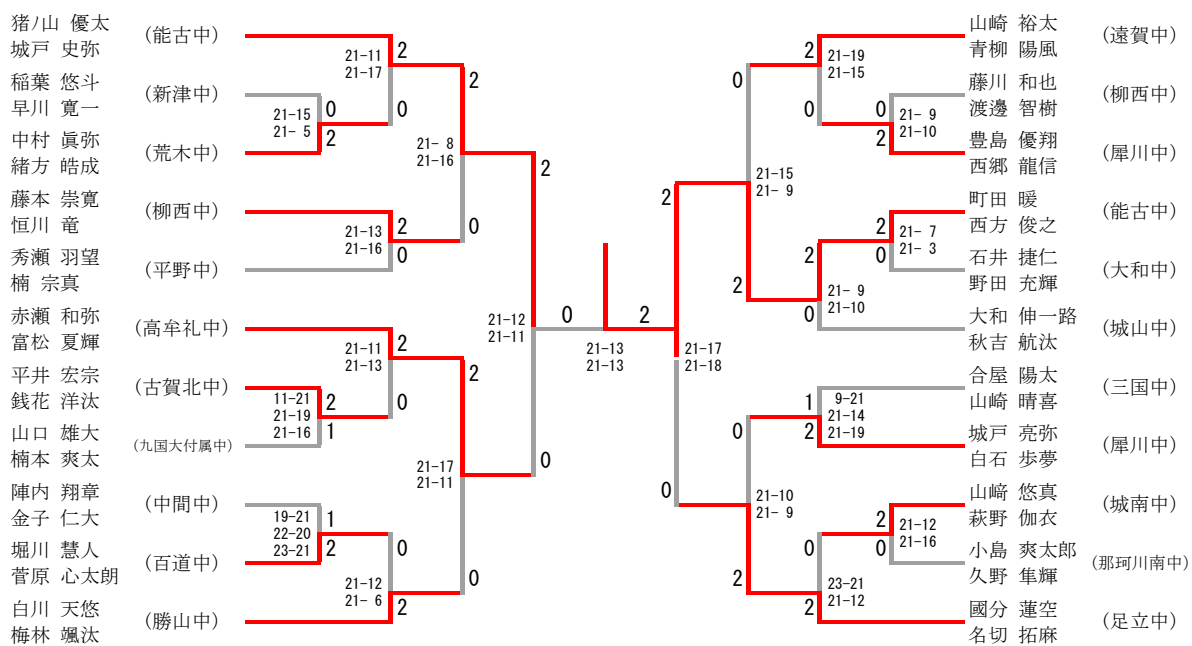 猪ﾉ山 優太
城戸 史弥
(能古中)
稲葉 悠斗
早川 寛一
(新津中)
中村 眞弥
緒方 皓成
(荒木中)
藤本 崇寛
恒川 竜
(柳西中)
秀瀬 羽望
楠 宗真
(平野中)
赤瀬 和弥
富松 夏輝
(高牟礼中)
平井 宏宗
銭花 洋汰
(古賀北中)
山口 雄大
楠本 爽太
(九国大付属中)
陣内 翔章
金子 仁大
(中間中)
堀川 慧人
菅原 心太朗
(百道中)
白川 天悠
梅林 颯汰
(勝山中)
21-11
21-17
2
0
21-15
21- 5
0
2
21-13
21-16
2
0
21- 8
21-16
2
0
21-11
21-13
2
0
11-21
21-19
21-16
2
1
19-21
22-20
23-21
1
2
21-12
21- 6
0
2
21-17
21-11
2
0
21-12
21-11
2
0
0
2
21-13
21-13
21-17
21-18
2
0
21-15
21- 9
0
2
21-19
21-15
2
0
21- 9
21-10
0
2
21- 7
21- 3
2
0
21- 9
21-10
2
0
9-21
21-14
21-19
1
2
21-10
21- 9
0
2
21-12
21-16
2
0
23-21
21-12
0
2
山崎 裕太
青柳 陽風
(遠賀中)
藤川 和也
渡邊 智樹
(柳西中)
豊島 優翔
西郷 龍信
(犀川中)
町田 暖
西方 俊之
(能古中)
石井 捷仁
野田 充輝
(大和中)
大和 伸一路
秋吉 航汰
(城山中)
合屋 陽太
山崎 晴喜
(三国中)
城戸 亮弥
白石 歩夢
(犀川中)
山﨑 悠真
萩野 伽衣
(城南中)
小島 爽太郎
久野 隼輝
(那珂川南中)
國分 蓮空
名切 拓麻
(足立中)